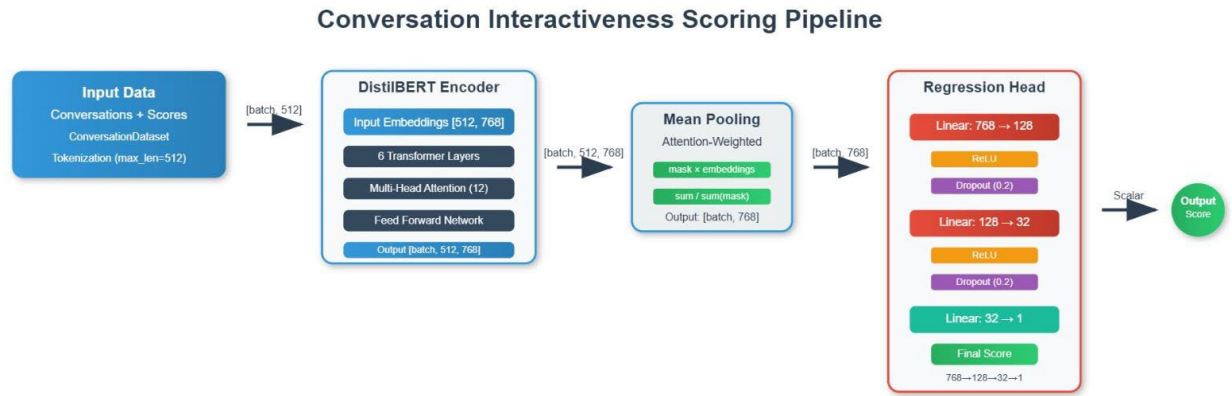 Conversation Interactiveness Scoring Pipeline
Input Data
Conversations + Scores
ConversationDataset
Tokenization (max_len=512)
[batch, 512]
DistilBERT Encoder
Input Embeddings [512, 768]
6 Transformer Layers
Multi-Head Attention (12)
Feed Forward Network
Output [batch, 512, 768]
[batch, 512, 768]
Mean Pooling
Attention-Weighted
mask × embeddings
sum / sum(mask)
Output: [batch, 768]
[batch, 768]
Regression Head
Linear: 768 → 128
ReLU
Dropout (0.2)
Linear: 128 → 32
ReLU
Dropout (0.2)
Linear: 32 → 1
Final Score
768→128→32→1
Scalar
Output
Score